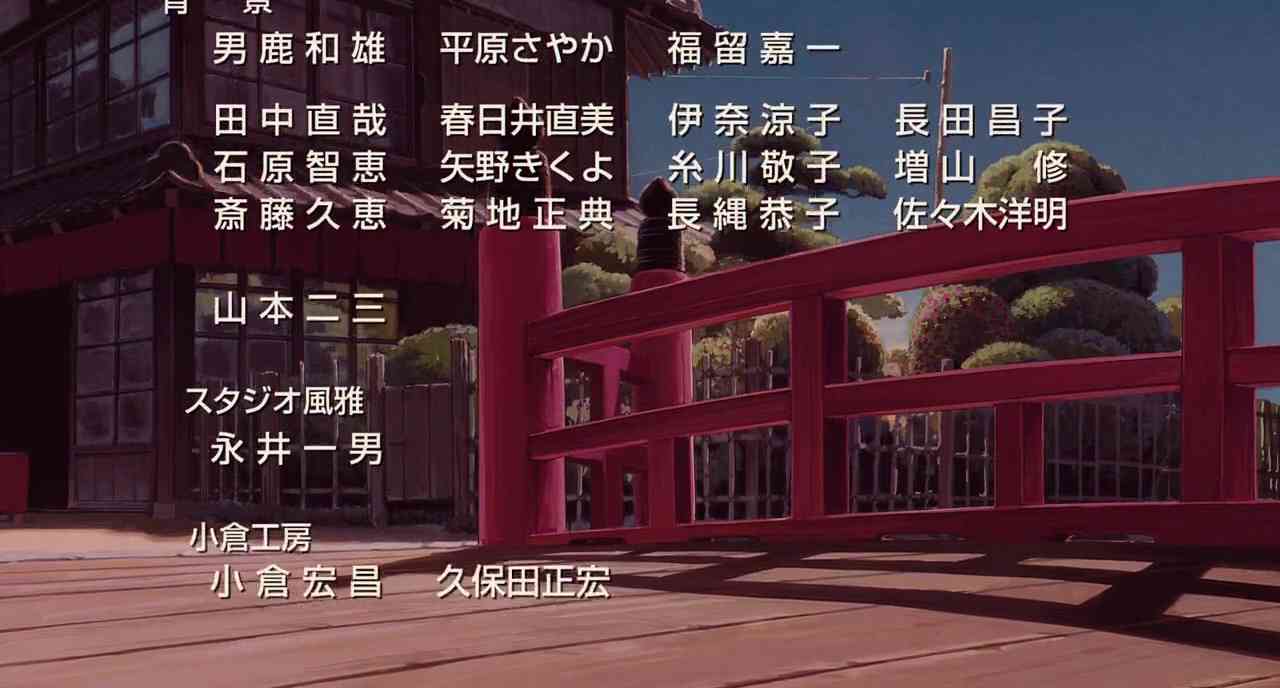 背景
男鹿和雄 平原さやか 福留嘉一
田中直哉 春日井直美 伊奈涼子 長田昌子
石原智恵 矢野きくよ 糸川敬子 増山 修
斎藤久恵 菊地正典 長縄恭子 佐々木洋明
山本二三
スタジオ風雅
永井一男
小倉工房
小倉宏昌 久保田正宏